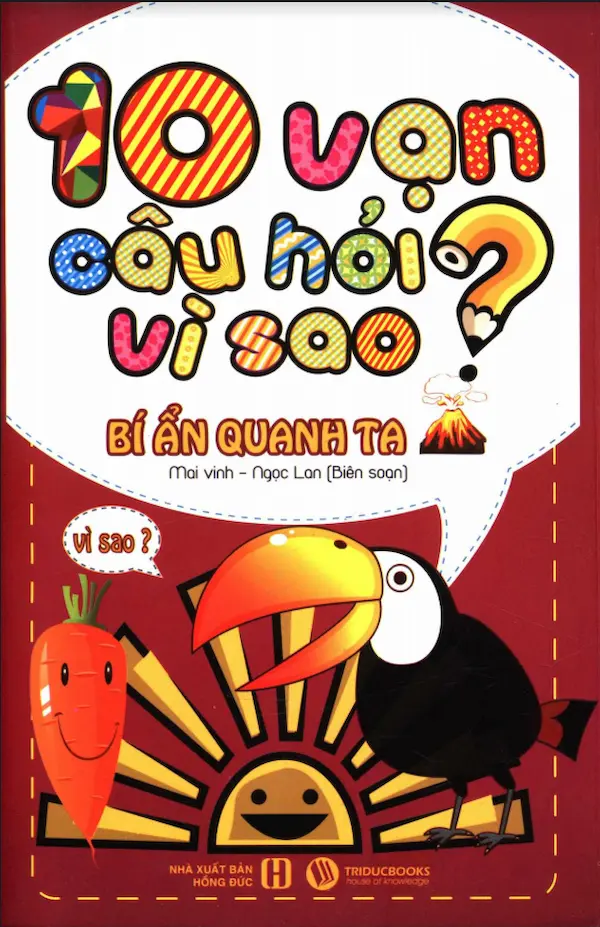 10 vạn
câu hỏi
vì sao?
BÍ ẨN QUANH TA
Mai vinh - Ngọc Lan (Biên soạn)
vì sao?
NHÀ XUẤT BẢN
HỒNG ĐỨC
TRIDUCBOOKS
house of knowledge